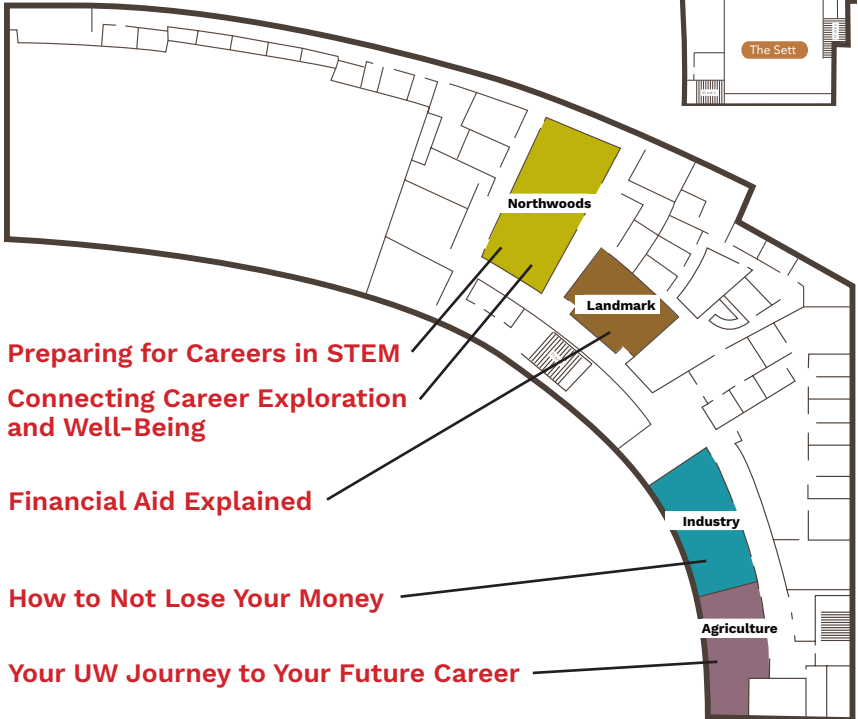 The Sett
Northwoods
Landmark
Preparing for Careers in STEM
Connecting Career Exploration
and Well-Being
Financial Aid Explained
Industry
How to Not Lose Your Money
Agriculture
Your UW Journey to Your Future Career